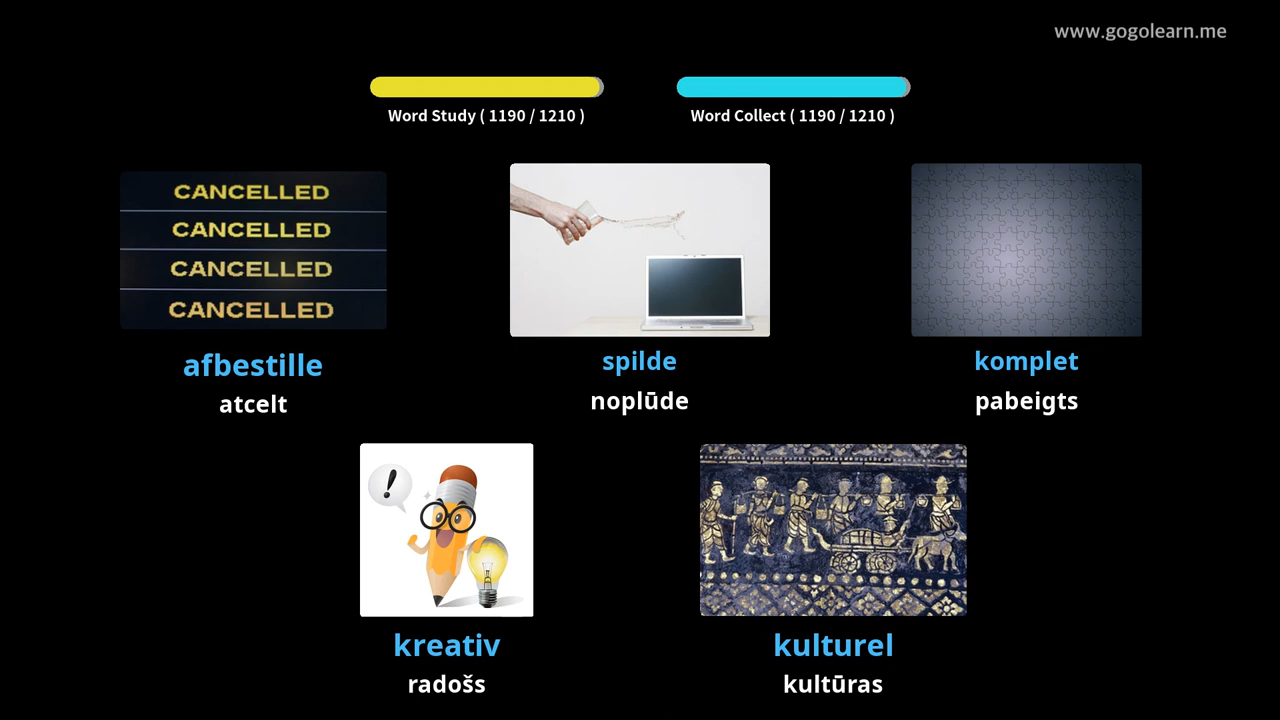 www.gogolearn.me
Word Study ( 1190 / 1210 )
Word Collect ( 1190 / 1210 )
CANCELLED
CANCELLED
CANCELLED
CANCELLED
afbestille
atcelt
spilde
noplūde
komplet
pabeigts
!
kreativ
radošs
kulturel
kultūras